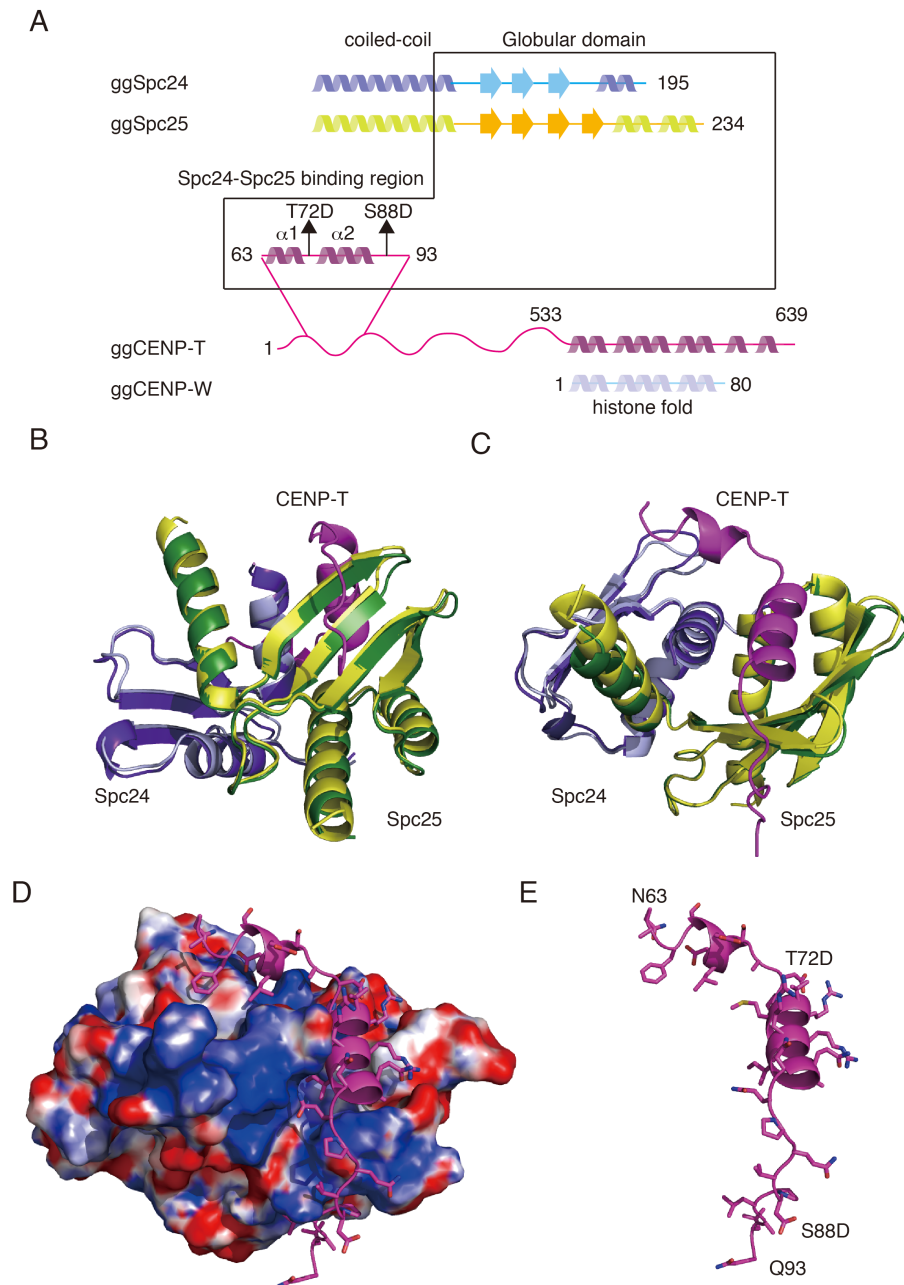 A
coiled-coil Globular domain
ggSpc24 195
ggSpc25 234
Spc24-Spc25 binding region
T72D S88D
α1 α2
63 93
533 639
ggCENP-T 1
ggCENP-W 1 80
histone fold
B
CENP-T
Spc24
Spc25
C
CENP-T
Spc24
Spc25
D
E
N63
T72D
S88D
Q93